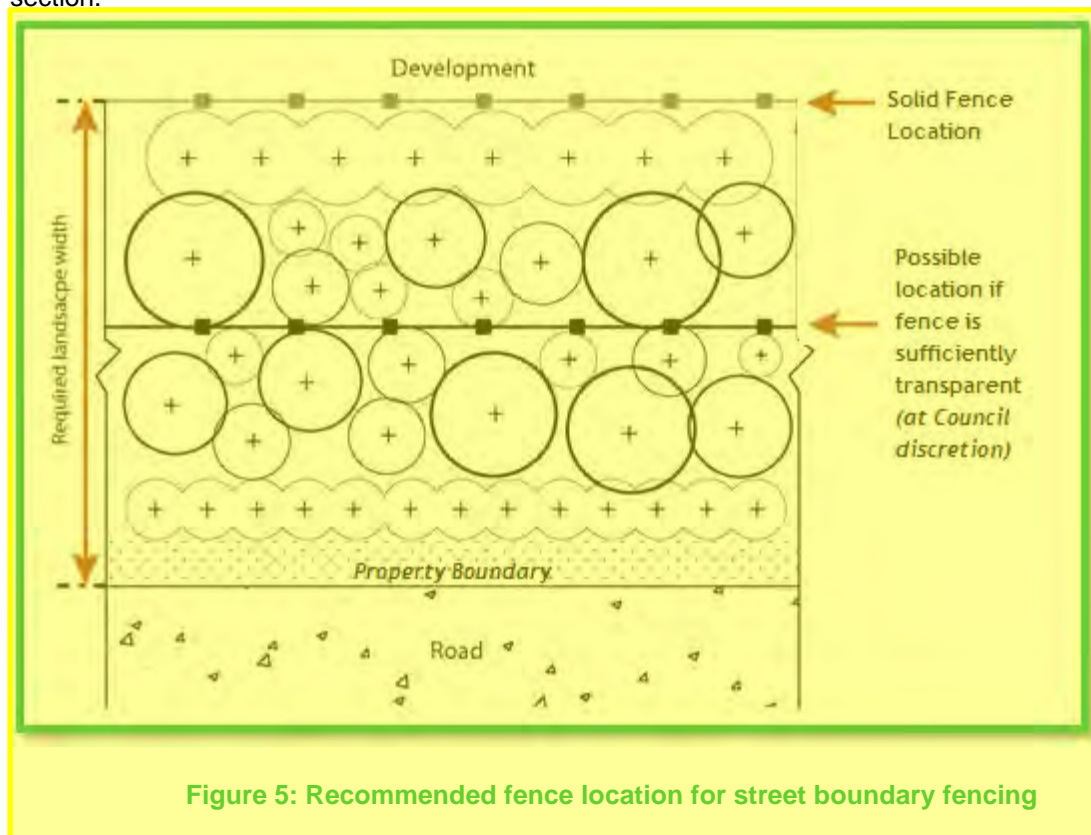 section.
Development
Solid Fence
Location
Required landsacpe width
Possible
location if
fence is
sufficiently
transparent
(at Council
discretion)
Property Boundary
Road
Figure 5: Recommended fence location for street boundary fencing